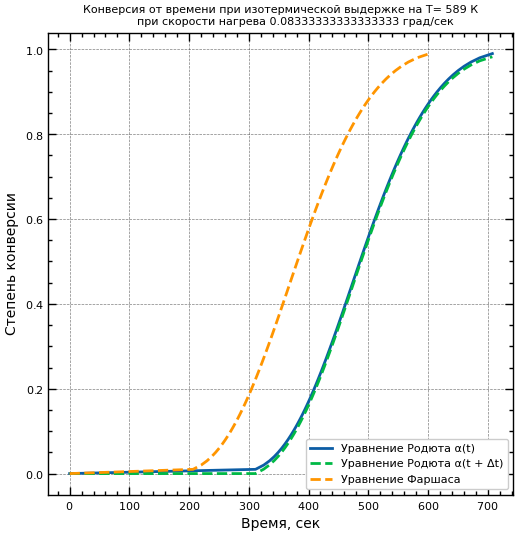 Конверсия от времени при изотермической выдержке на T= 589 К
при скорости нагрева 0.08333333333333333 град/сек
1.0
0.8
0.6
0.4
0.2
0.0
Степень конверсии
Уравнение Родюта α(t)
Уравнение Родюта α(t + Δt)
Уравнение Фаршаса
0 100 200 300 400 500 600 700
Время, сек